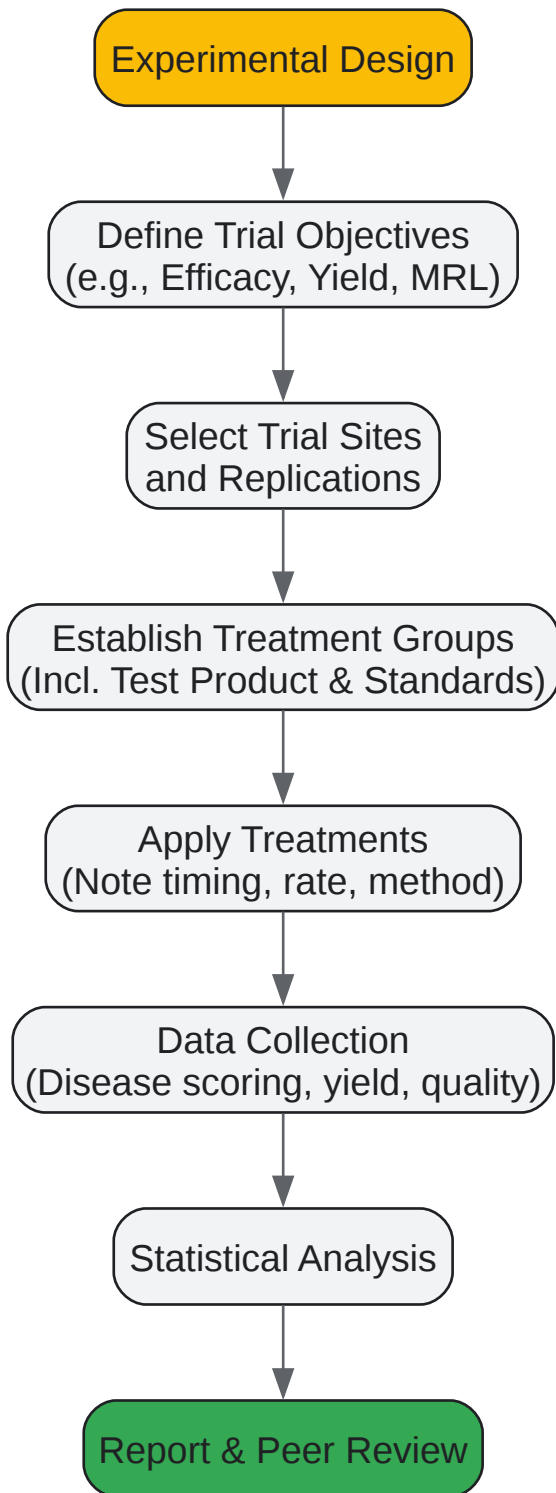 Experimental Design
Define Trial Objectives
(e.g., Efficacy, Yield, MRL)
Select Trial Sites
and Replications
Establish Treatment Groups
(Incl. Test Product & Standards)
Apply Treatments
(Note timing, rate, method)
Data Collection
(Disease scoring, yield, quality)
Statistical Analysis
Report & Peer Review